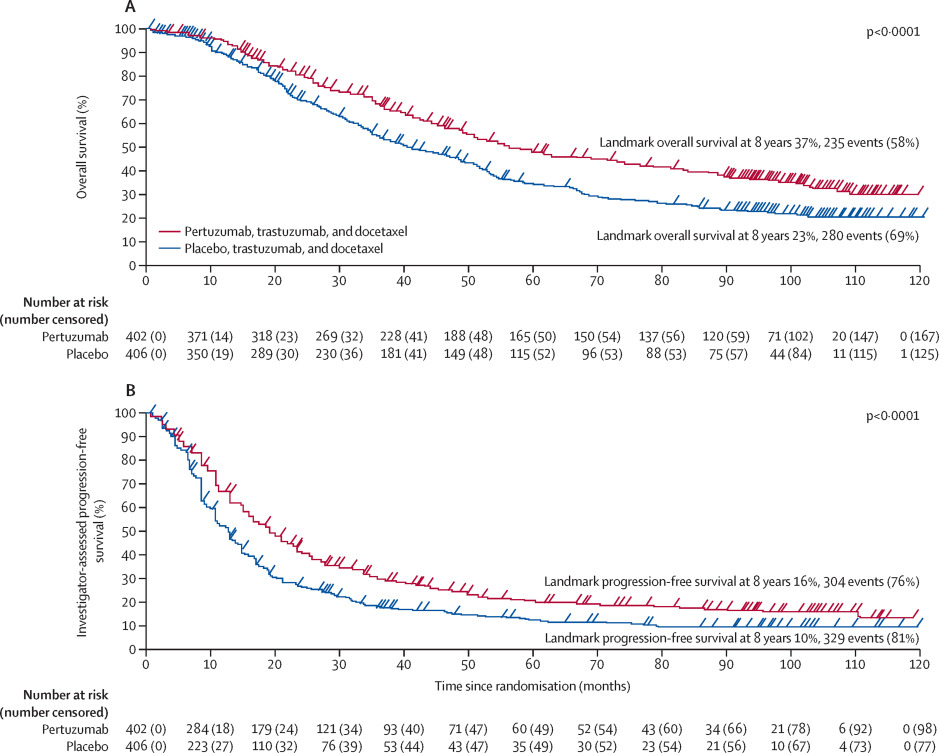 A
p<0·0001
100
90
80
70
60
50
40
30
20
10
0
Overall survival (%)
Landmark overall survival at 8 years 37%, 235 events (58%)
Pertuzumab, trastuzumab, and docetaxel
Placebo, trastuzumab, and docetaxel
Landmark overall survival at 8 years 23%, 280 events (69%)
0 10 20 30 40 50 60 70 80 90 100 110 120
Number at risk
(number censored)
Pertuzumab 402 (0) 371 (14) 318 (23) 269 (32) 228 (41) 188 (48) 165 (50) 150 (54) 137 (56) 120 (59) 71 (102) 20 (147) 0 (167)
Placebo 406 (0) 350 (19) 289 (30) 230 (36) 181 (41) 149 (48) 115 (52) 96 (53) 88 (53) 75 (57) 44 (84) 11 (115) 1 (125)
B
p<0·0001
100
90
80
70
60
50
40
30
20
10
0
Investigator-assessed progression-free
survival (%)
Landmark progression-free survival at 8 years 16%, 304 events (76%)
Landmark progression-free survival at 8 years 10%, 329 events (81%)
0 10 20 30 40 50 60 70 80 90 100 110 120
Time since randomisation (months)
Number at risk
(number censored)
Pertuzumab 402 (0) 284 (18) 179 (24) 121 (34) 93 (40) 71 (47) 60 (49) 52 (54) 43 (60) 34 (66) 21 (78) 6 (92) 0 (98)
Placebo 406 (0) 223 (27) 110 (32) 76 (39) 53 (44) 43 (47) 35 (49) 30 (52) 23 (54) 21 (56) 10 (67) 4 (73) 0 (77)